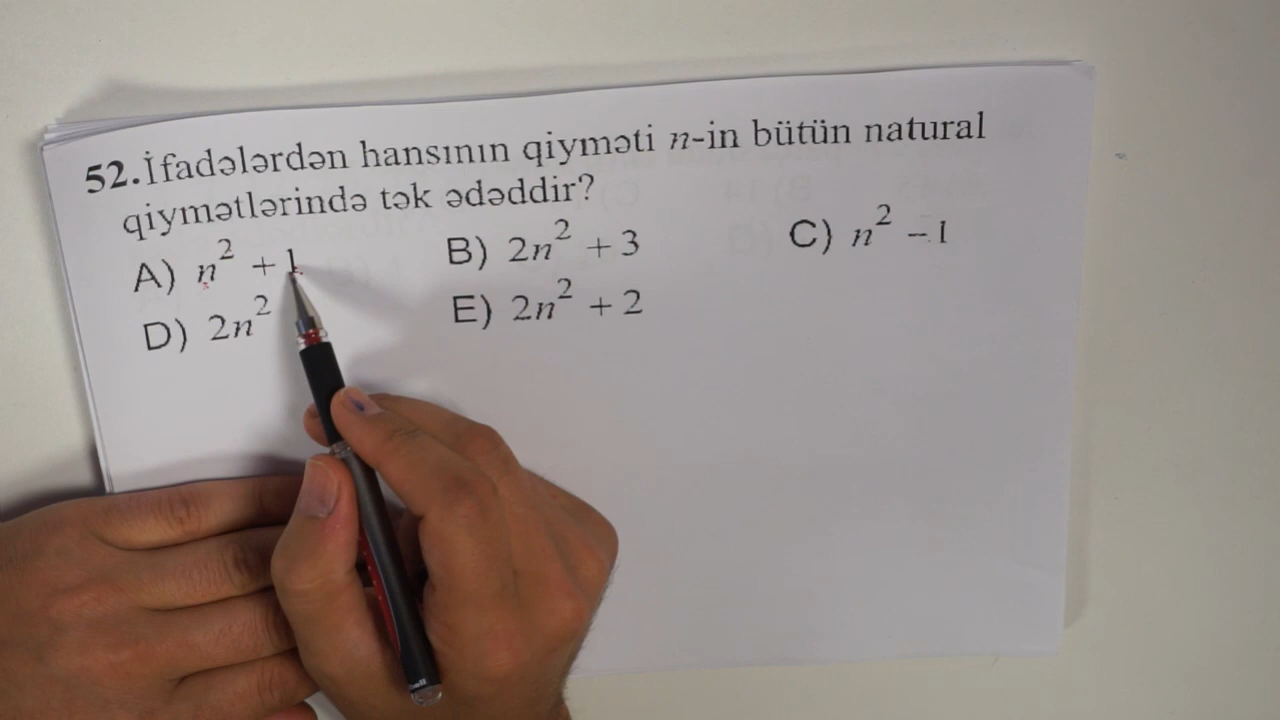 52. İfadələrdən hansının qiyməti n-in bütün natural
qiymətlərində tək ədəddir?
A) n² + 1 B) 2n² + 3 C) n² − 1
D) 2n² E) 2n² + 2